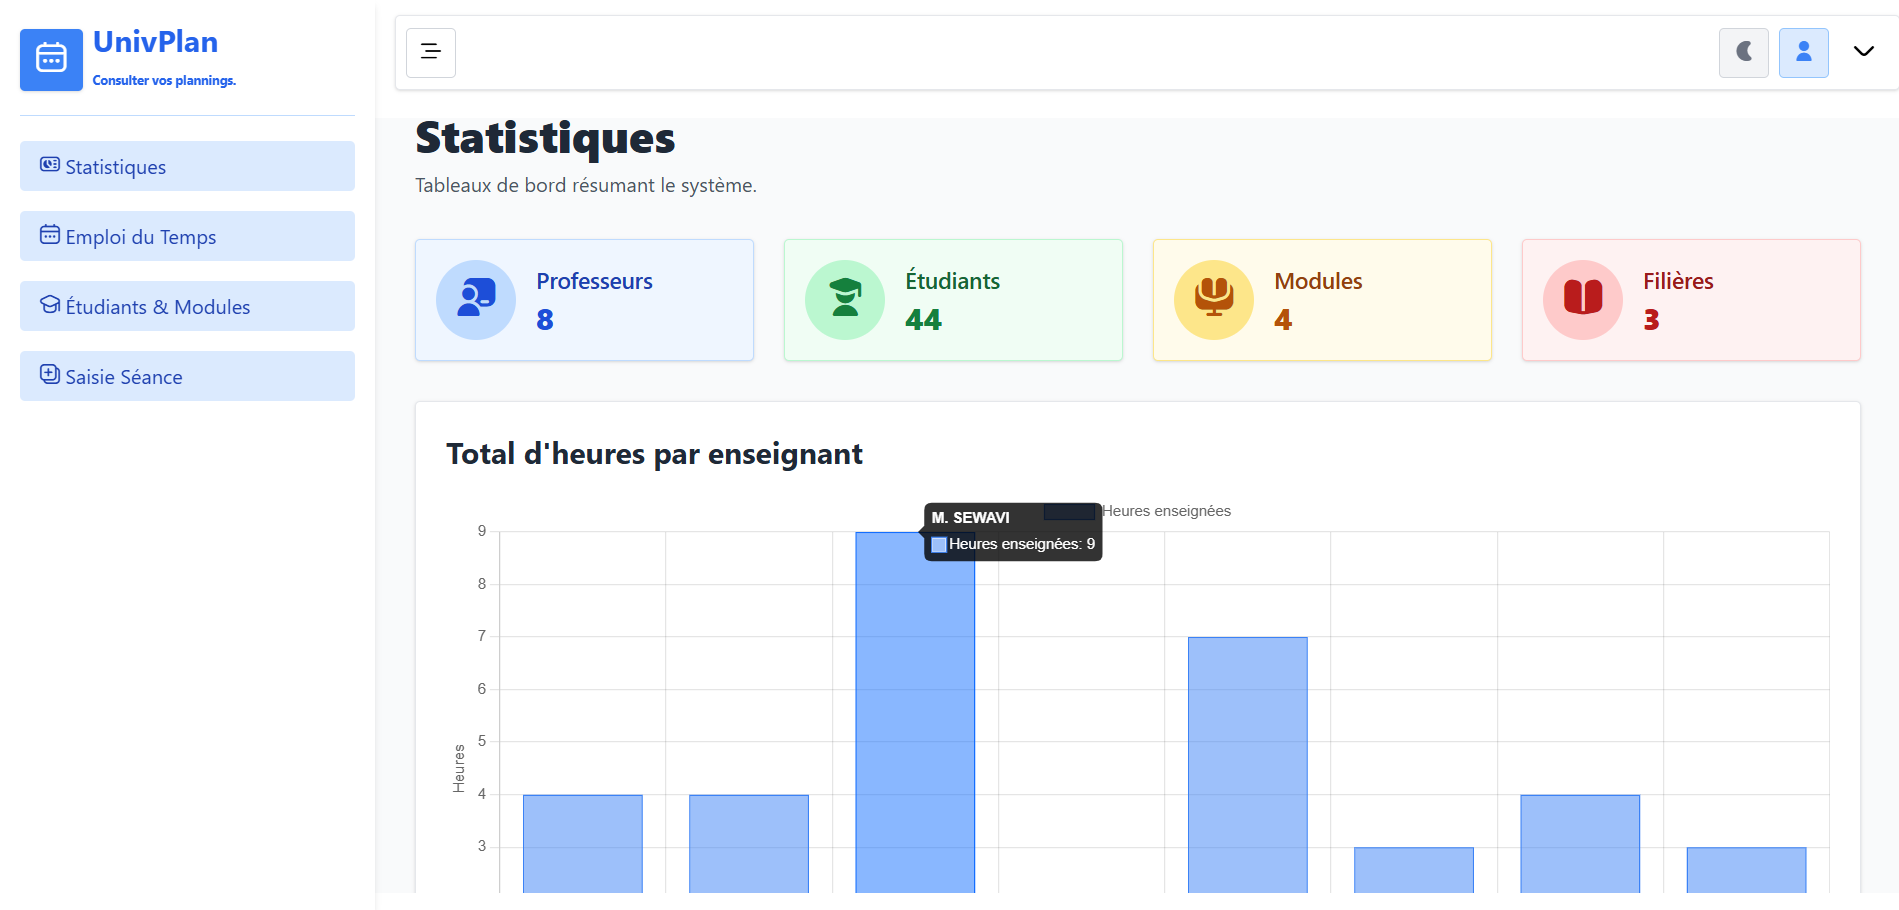 UnivPlan
Consulter vos plannings.
Statistiques
Emploi du Temps
Étudiants & Modules
Saisie Séance
Statistiques
Tableaux de bord résumant le système.
Professeurs
8
Étudiants
44
Modules
4
Filières
3
Total d'heures par enseignant
Heures enseignées
M. SEWAVI
Heures enseignées: 9
Heures
9
8
7
6
5
4
3